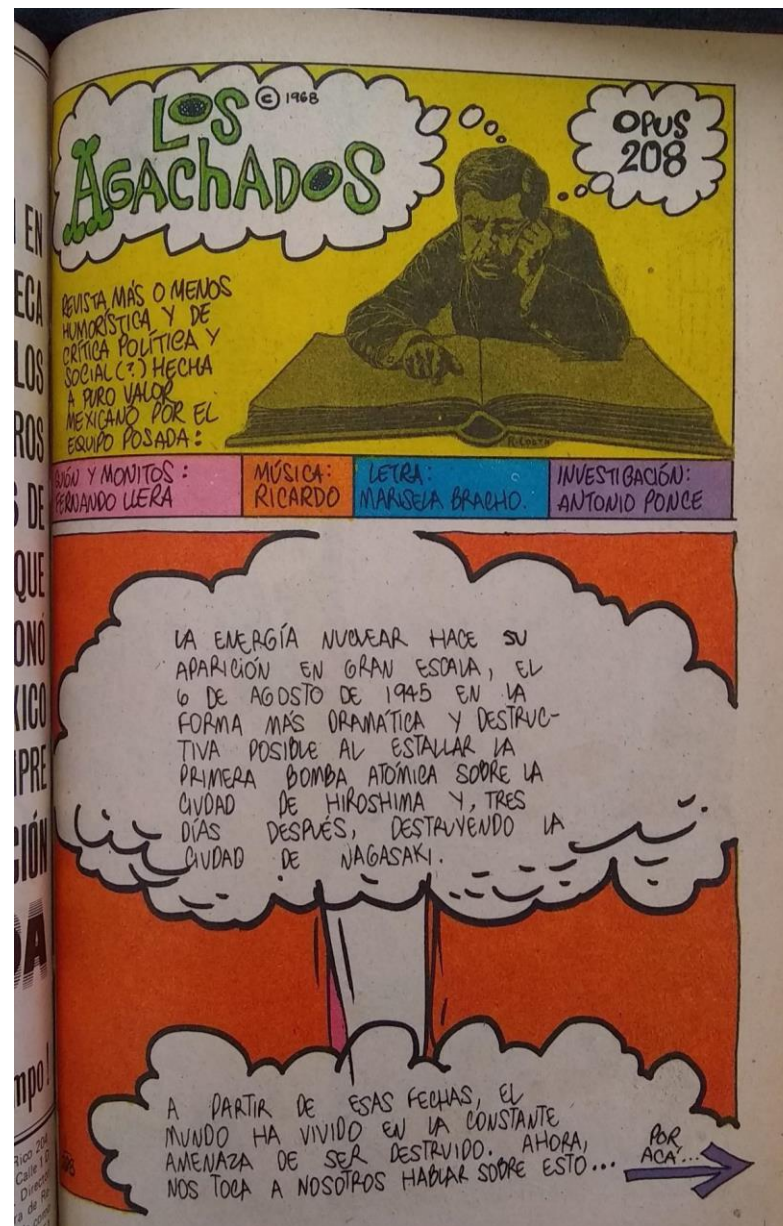 EN
ECA
LOS
ROS
DE
QUE
ONÓ
XICO
MPRE
CIÓN
DA
mpo!
LOS © 1968
AGACHADOS
OPUS
208
REVISTA MÁS O MENOS
HUMORÍSTICA Y DE
CRÍTICA POLÍTICA Y
SOCIAL (?) HECHA
A PURO VALOR
MEXICANO POR EL
EQUIPO POSADA:
R. COSTA
GUIÓN Y MONITOS:
FERNANDO LLERA
MÚSICA:
RICARDO
LETRA:
MARISELA BRACHO.
INVESTIGACIÓN:
ANTONIO PONCE
LA ENERGÍA NUCLEAR HACE SU
APARICIÓN EN GRAN ESCALA, EL
6 DE AGOSTO DE 1945 EN LA
FORMA MÁS DRAMÁTICA Y DESTRUC-
TIVA POSIBLE AL ESTALLAR LA
PRIMERA BOMBA ATÓMICA SOBRE LA
CIUDAD DE HIROSHIMA Y, TRES
DÍAS DESPUÉS, DESTRUYENDO LA
CIUDAD DE NAGASAKI.
A PARTIR DE ESAS FECHAS, EL
MUNDO HA VIVIDO EN LA CONSTANTE
AMENAZA DE SER DESTRUIDO. AHORA,
NOS TOCA A NOSOTROS HABLAR SOBRE ESTO...
POR
ACÁ...